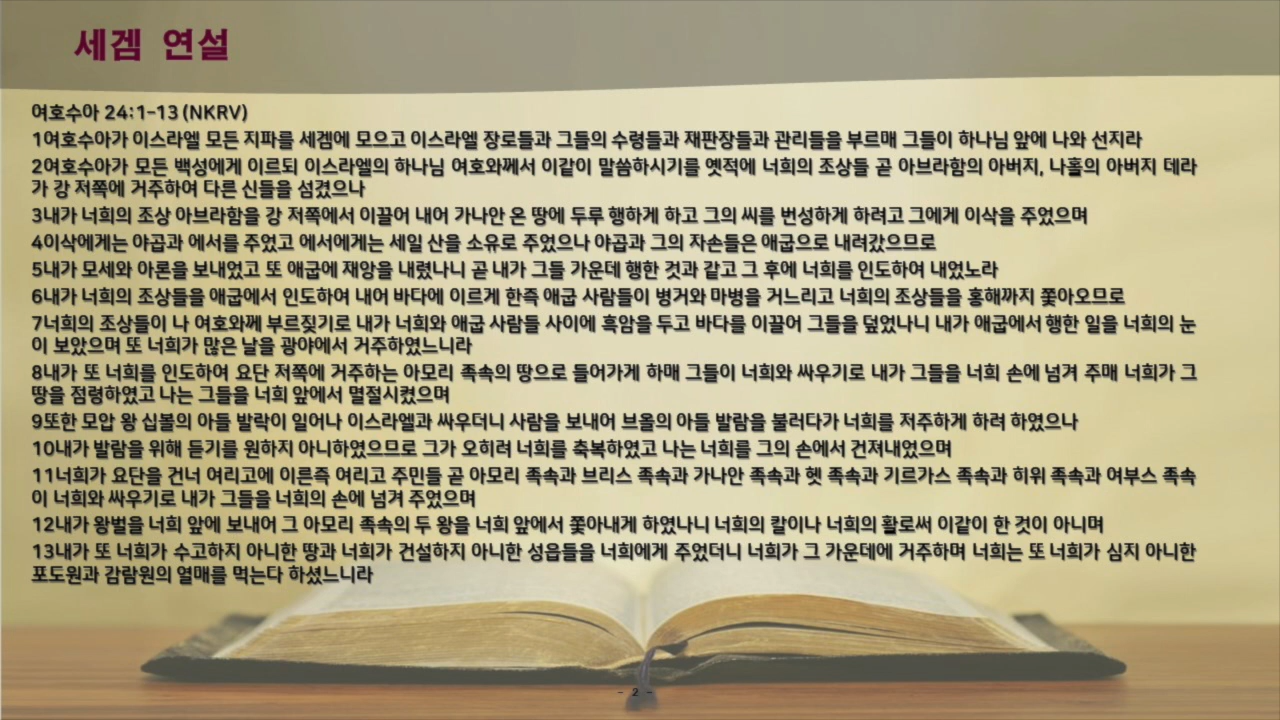 세겜 연설
여호수아 24:1-13 (NKRV)
1여호수아가 이스라엘 모든 지파를 세겜에 모으고 이스라엘 장로들과 그들의 수령들과 재판장들과 관리들을 부르매 그들이 하나님 앞에 나와 선지라
2여호수아가 모든 백성에게 이르되 이스라엘의 하나님 여호와께서 이같이 말씀하시기를 옛적에 너희의 조상들 곧 아브라함의 아버지, 나홀의 아버지 데라
가 강 저쪽에 거주하여 다른 신들을 섬겼으나
3내가 너희의 조상 아브라함을 강 저쪽에서 이끌어 내어 가나안 온 땅에 두루 행하게 하고 그의 씨를 번성하게 하려고 그에게 이삭을 주었으며
4이삭에게는 야곱과 에서를 주었고 에서에게는 세일 산을 소유로 주었으나 야곱과 그의 자손들은 애굽으로 내려갔으므로
5내가 모세와 아론을 보내었고 또 애굽에 재앙을 내렸나니 곧 내가 그들 가운데 행한 것과 같고 그 후에 너희를 인도하여 내었노라
6내가 너희의 조상들을 애굽에서 인도하여 내어 바다에 이르게 한즉 애굽 사람들이 병거와 마병을 거느리고 너희의 조상들을 홍해까지 쫓아오므로
7너희의 조상들이 나 여호와께 부르짖기로 내가 너희와 애굽 사람들 사이에 흑암을 두고 바다를 이끌어 그들을 덮었나니 내가 애굽에서 행한 일을 너희의 눈
이 보았으며 또 너희가 많은 날을 광야에서 거주하였느니라
8내가 또 너희를 인도하여 요단 저쪽에 거주하는 아모리 족속의 땅으로 들어가게 하매 그들이 너희와 싸우기로 내가 그들을 너희 손에 넘겨 주매 너희가 그
땅을 점령하였고 나는 그들을 너희 앞에서 멸절시켰으며
9또한 모압 왕 십볼의 아들 발락이 일어나 이스라엘과 싸우더니 사람을 보내어 브올의 아들 발람을 불러다가 너희를 저주하게 하려 하였으나
10내가 발람을 위해 듣기를 원하지 아니하였으므로 그가 오히려 너희를 축복하였고 나는 너희를 그의 손에서 건져내었으며
11너희가 요단을 건너 여리고에 이른즉 여리고 주민들 곧 아모리 족속과 브리스 족속과 가나안 족속과 헷 족속과 기르가스 족속과 히위 족속과 여부스 족속
이 너희와 싸우기로 내가 그들을 너희의 손에 넘겨 주었으며
12내가 왕벌을 너희 앞에 보내어 그 아모리 족속의 두 왕을 너희 앞에서 쫓아내게 하였나니 너희의 칼이나 너희의 활로써 이같이 한 것이 아니며
13내가 또 너희가 수고하지 아니한 땅과 너희가 건설하지 아니한 성읍들을 너희에게 주었더니 너희가 그 가운데에 거주하며 너희는 또 너희가 심지 아니한
포도원과 감람원의 열매를 먹는다 하셨느니라
- 2 -